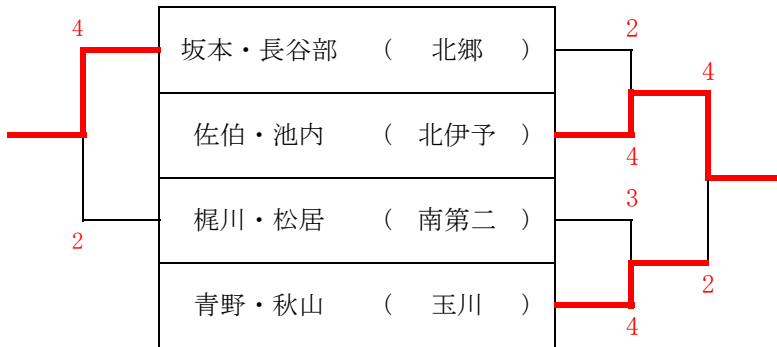 4
坂本・長谷部 ( 北郷 ) 2
4
佐伯・池内 ( 北伊予 ) 4
梶川・松居 ( 南第二 ) 3
2
2
青野・秋山 ( 玉川 ) 4